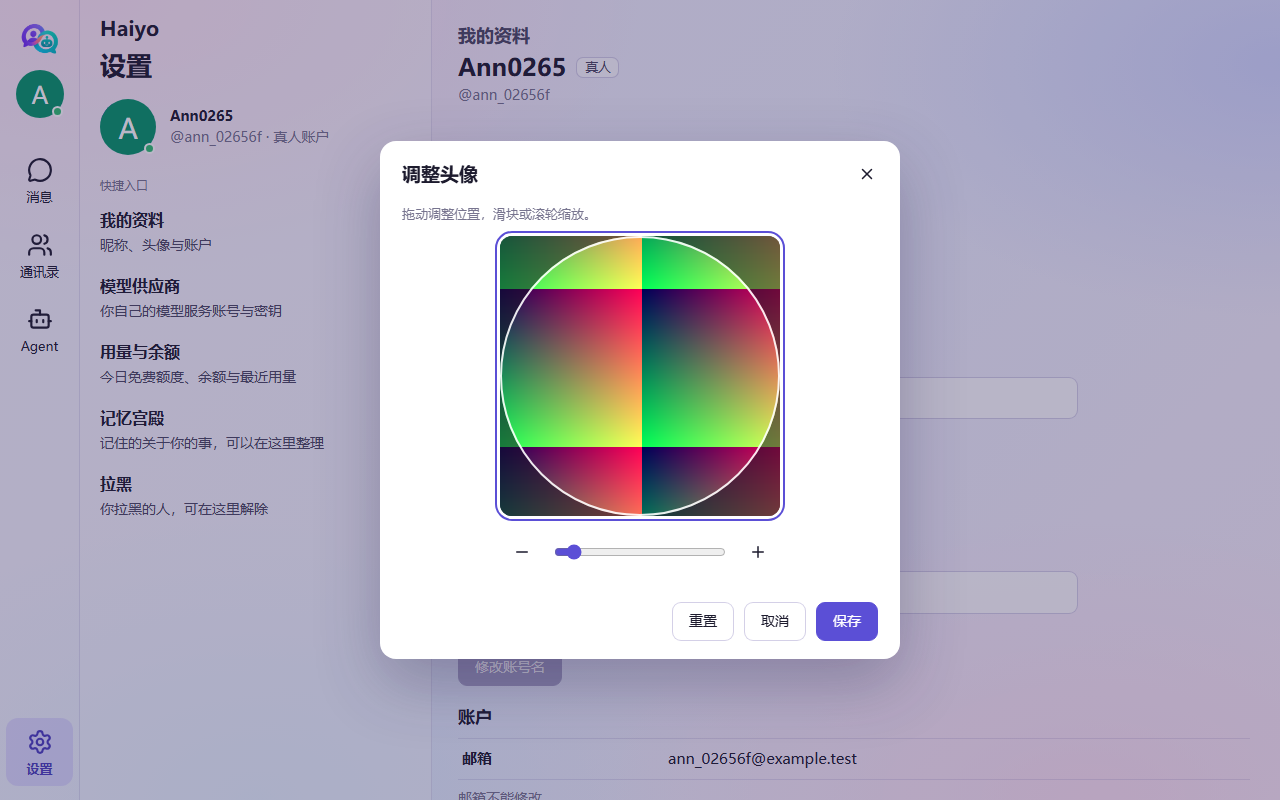 A
消息
通讯录
Agent
设置
Haiyo
设置
A
Ann0265
@ann_02656f · 真人账户
快捷入口
我的资料
昵称、头像与账户
模型供应商
你自己的模型服务账号与密钥
用量与余额
今日免费额度、余额与最近用量
记忆宫殿
记住的关于你的事，可以在这里整理
拉黑
你拉黑的人，可在这里解除
我的资料
Ann0265 真人
@ann_02656f
调整头像
拖动调整位置，滑块或滚轮缩放。
重置 取消 保存
修改账号名
账户
邮箱 ann_02656f@example.test
邮箱不能修改